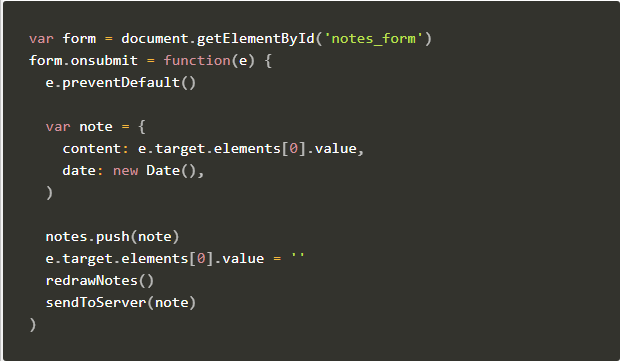 var form = document.getElementById('notes_form')
form.onsubmit = function(e) {
  e.preventDefault()

  var note = {
    content: e.target.elements[0].value,
    date: new Date(),
  )

  notes.push(note)
  e.target.elements[0].value = ''
  redrawNotes()
  sendToServer(note)
)